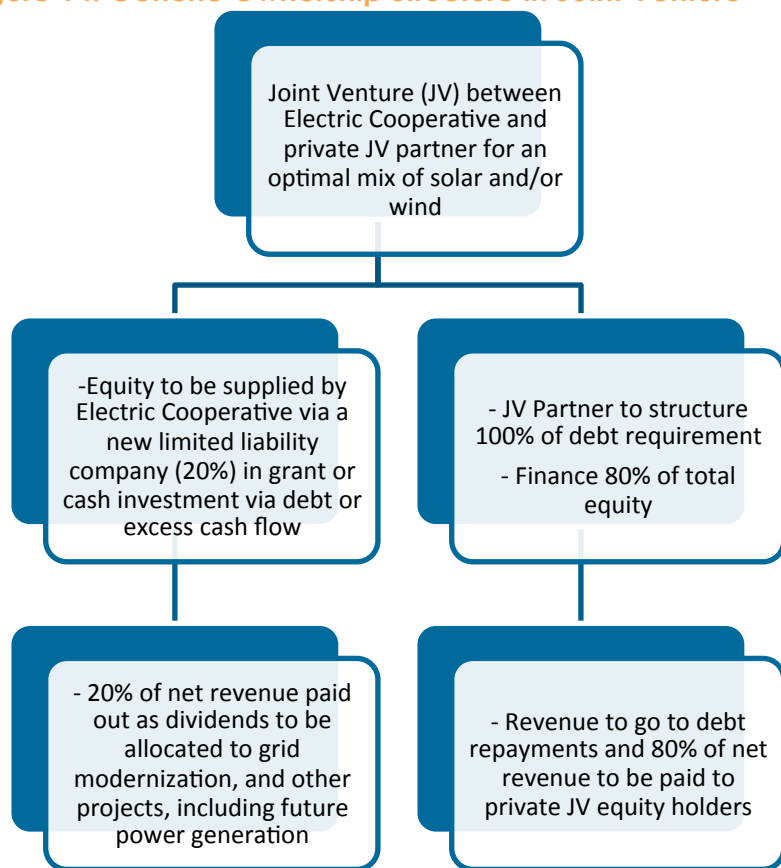 Joint Venture (JV) between
Electric Cooperative and
private JV partner for an
optimal mix of solar and/or
wind
-Equity to be supplied by
Electric Cooperative via a
new limited liability
company (20%) in grant or
cash investment via debt or
excess cash flow
- JV Partner to structure
100% of debt requirement
- Finance 80% of total
equity
- 20% of net revenue paid
out as dividends to be
allocated to grid
modernization, and other
projects, including future
power generation
- Revenue to go to debt
repayments and 80% of net
revenue to be paid to
private JV equity holders